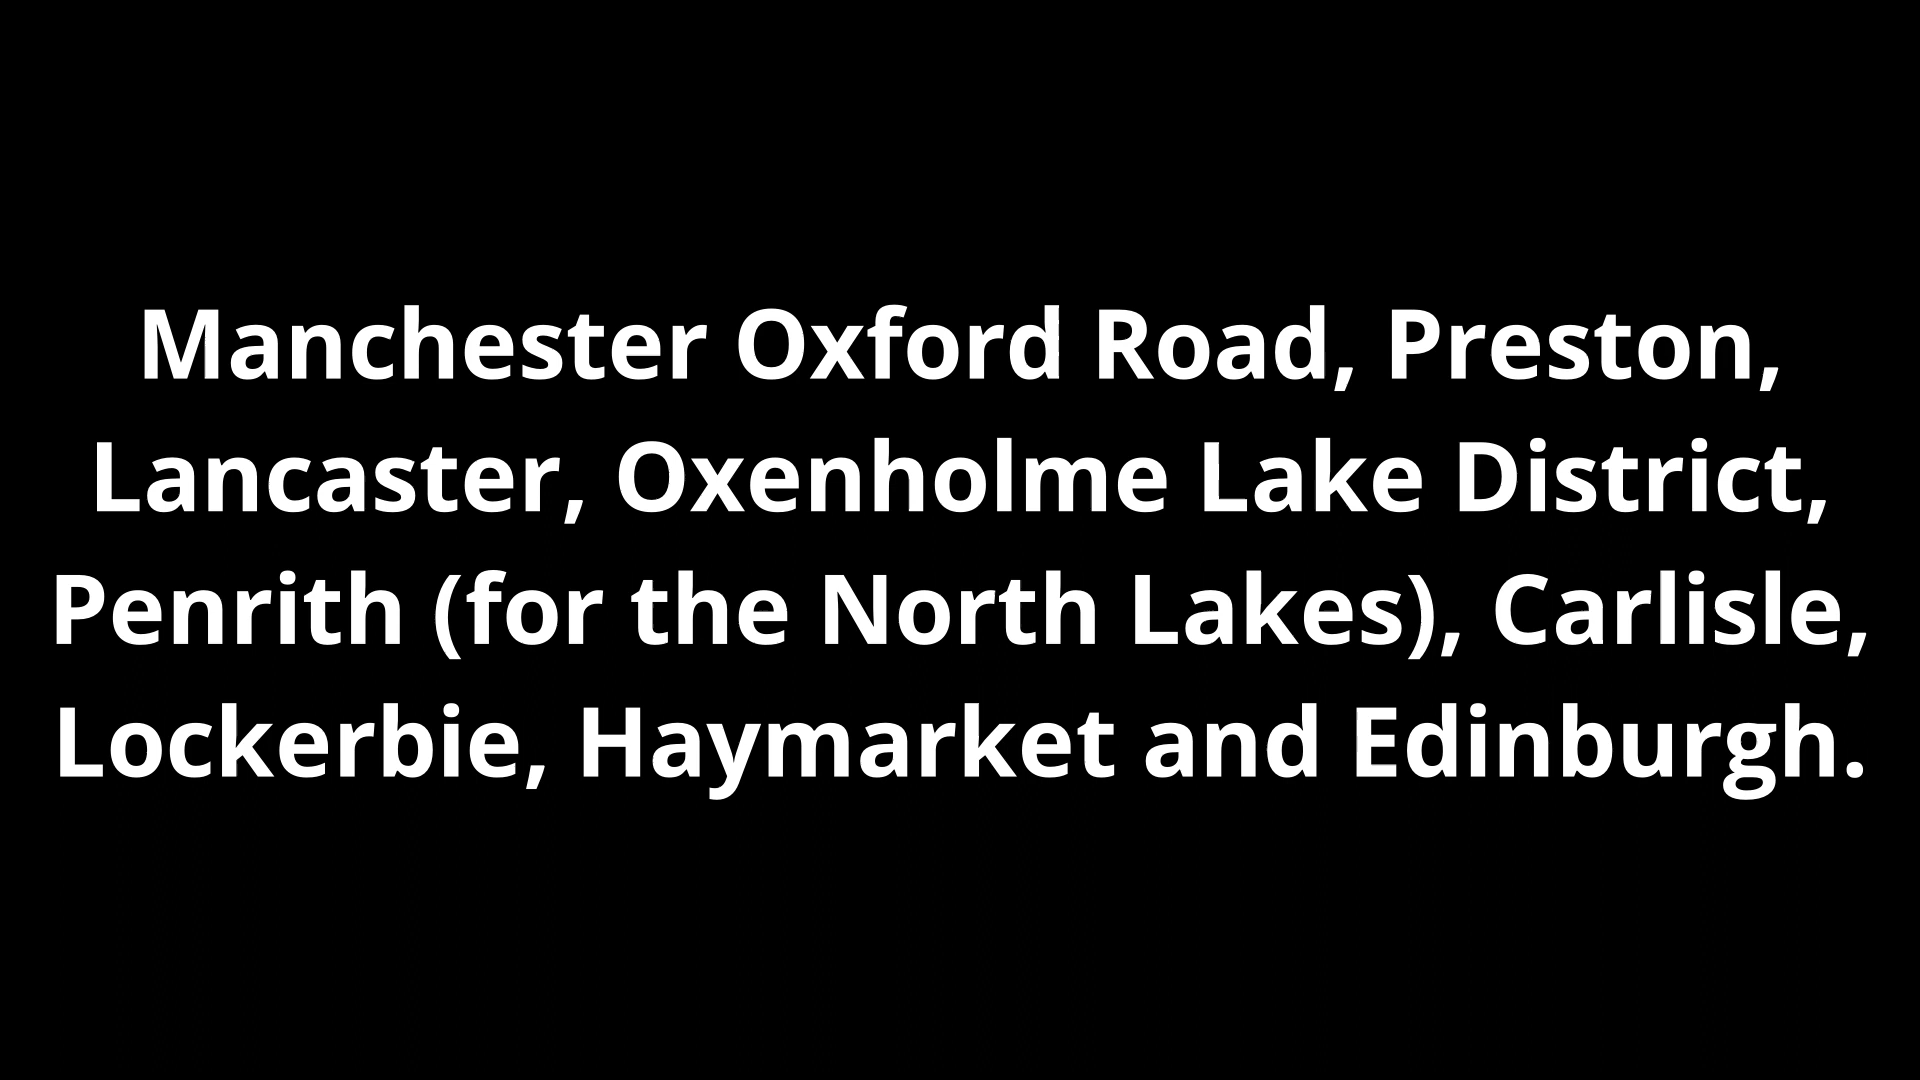 Manchester Oxford Road, Preston,
Lancaster, Oxenholme Lake District,
Penrith (for the North Lakes), Carlisle,
Lockerbie, Haymarket and Edinburgh.